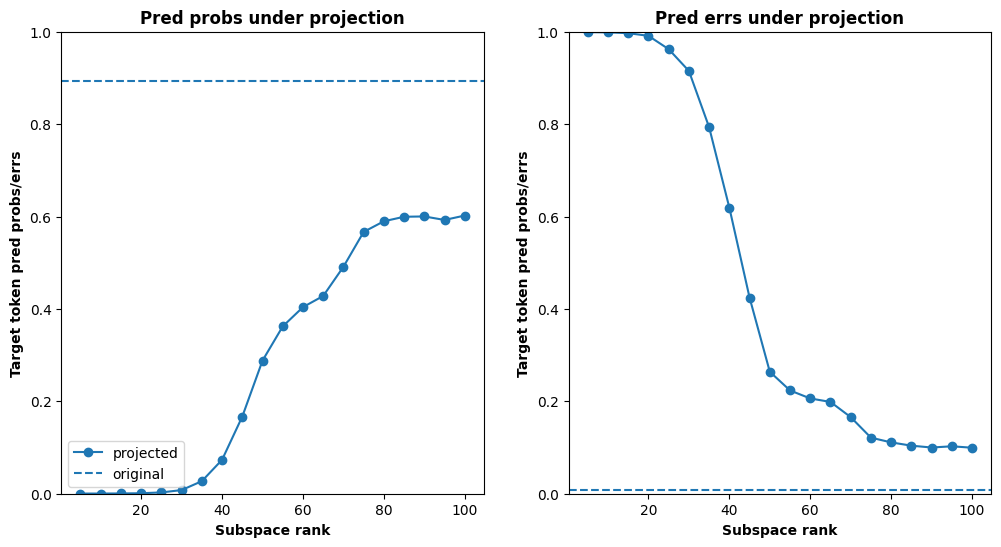 Pred probs under projection
Target token pred probs/errs
1.0
0.8
0.6
0.4
0.2
0.0
projected
original
20
40
60
80
100
Subspace rank
Pred errs under projection
Target token pred probs/errs
1.0
0.8
0.6
0.4
0.2
0.0
20
40
60
80
100
Subspace rank